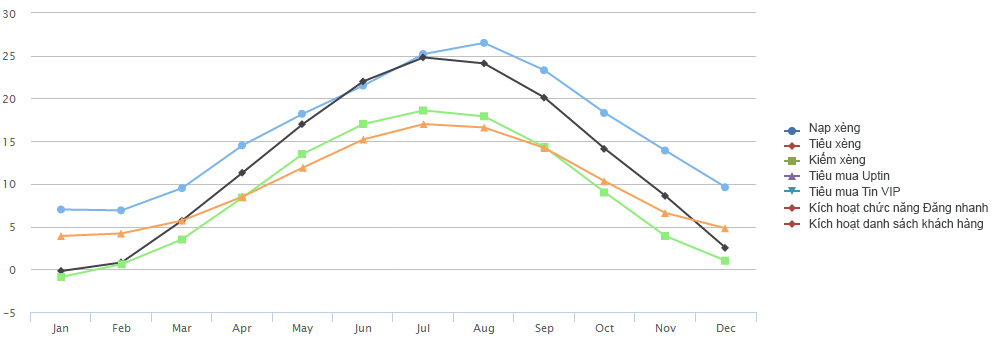 30
25
20
15
10
5
0
-5
Jan Feb Mar Apr May Jun Jul Aug Sep Oct Nov Dec
Nạp xèng
Tiêu xèng
Kiếm xèng
Tiêu mua Uptin
Tiêu mua Tin VIP
Kích hoạt chức năng Đăng nhanh
Kích hoạt danh sách khách hàng